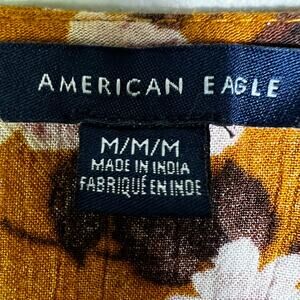 AMERICAN EAGLE
M/M/M
MADE IN INDIA
FABRIQUÉ EN INDE